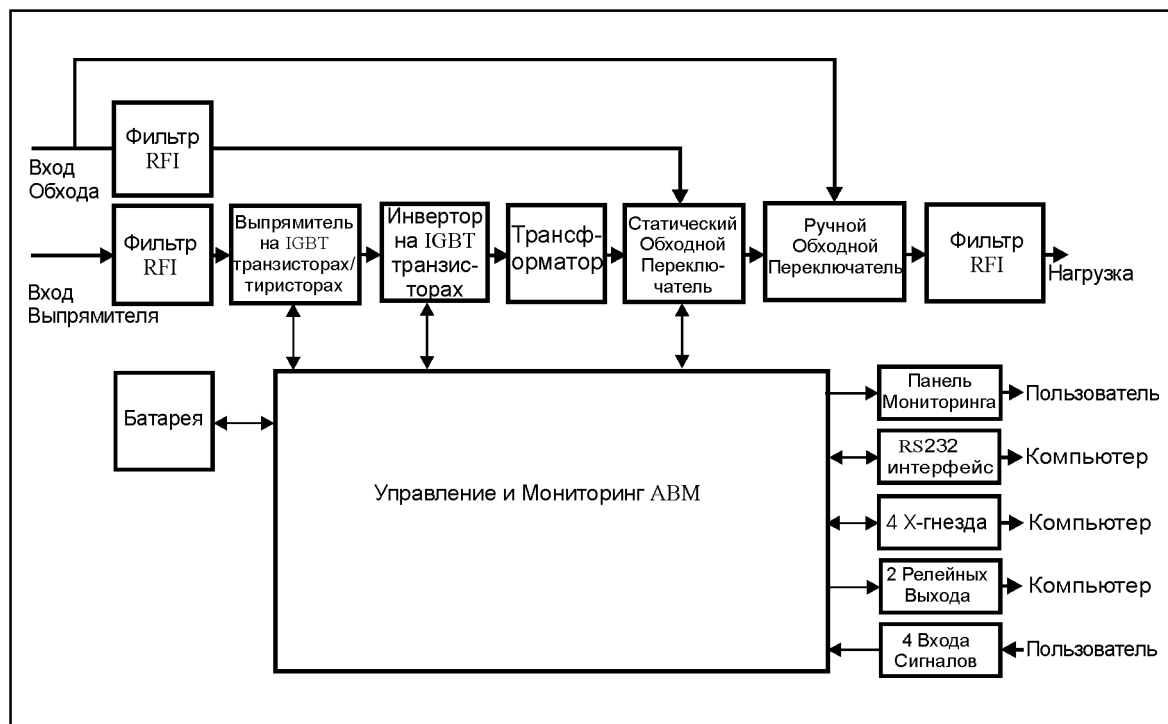 Фильтр
RFI
Вход
Обхода
Фильтр
RFI
Вход
Выпрямителя
Выпрямитель
на IGBT
транзисторах/
тиристорах
Инвертор
на IGBT
транзис-
торах
Трансф-
орматор
Статический
Обходной
Переклю-
чатель
Ручной
Обходной
Переключатель
Фильтр
RFI
Нагрузка
Батарея
Управление и Мониторинг ABM
Панель
Мониторинга
Пользователь
RS232
интерфейс
Компьютер
4 X-гнезда
Компьютер
2 Релейных
Выхода
Компьютер
4 Входа
Сигналов
Пользователь